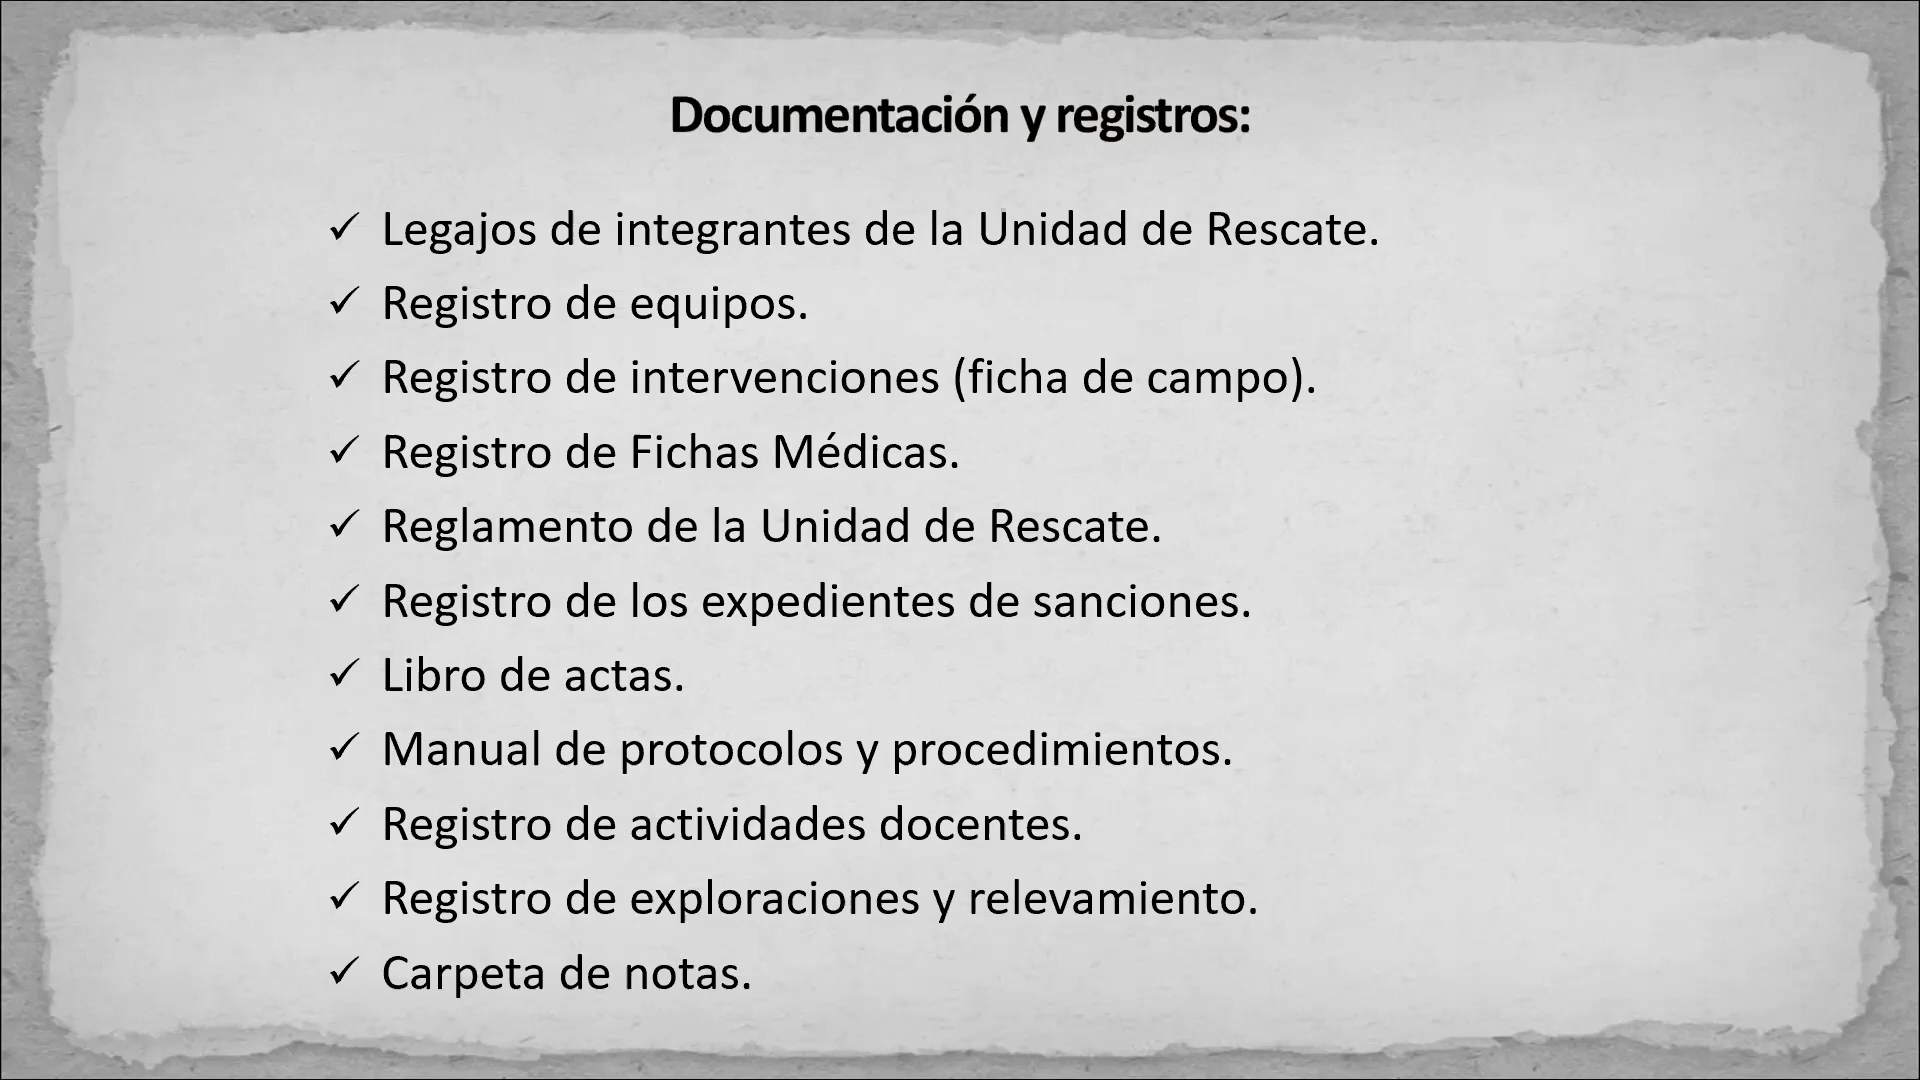 Documentación y registros:
✓ Legajos de integrantes de la Unidad de Rescate.
✓ Registro de equipos.
✓ Registro de intervenciones (ficha de campo).
✓ Registro de Fichas Médicas.
✓ Reglamento de la Unidad de Rescate.
✓ Registro de los expedientes de sanciones.
✓ Libro de actas.
✓ Manual de protocolos y procedimientos.
✓ Registro de actividades docentes.
✓ Registro de exploraciones y relevamiento.
✓ Carpeta de notas.